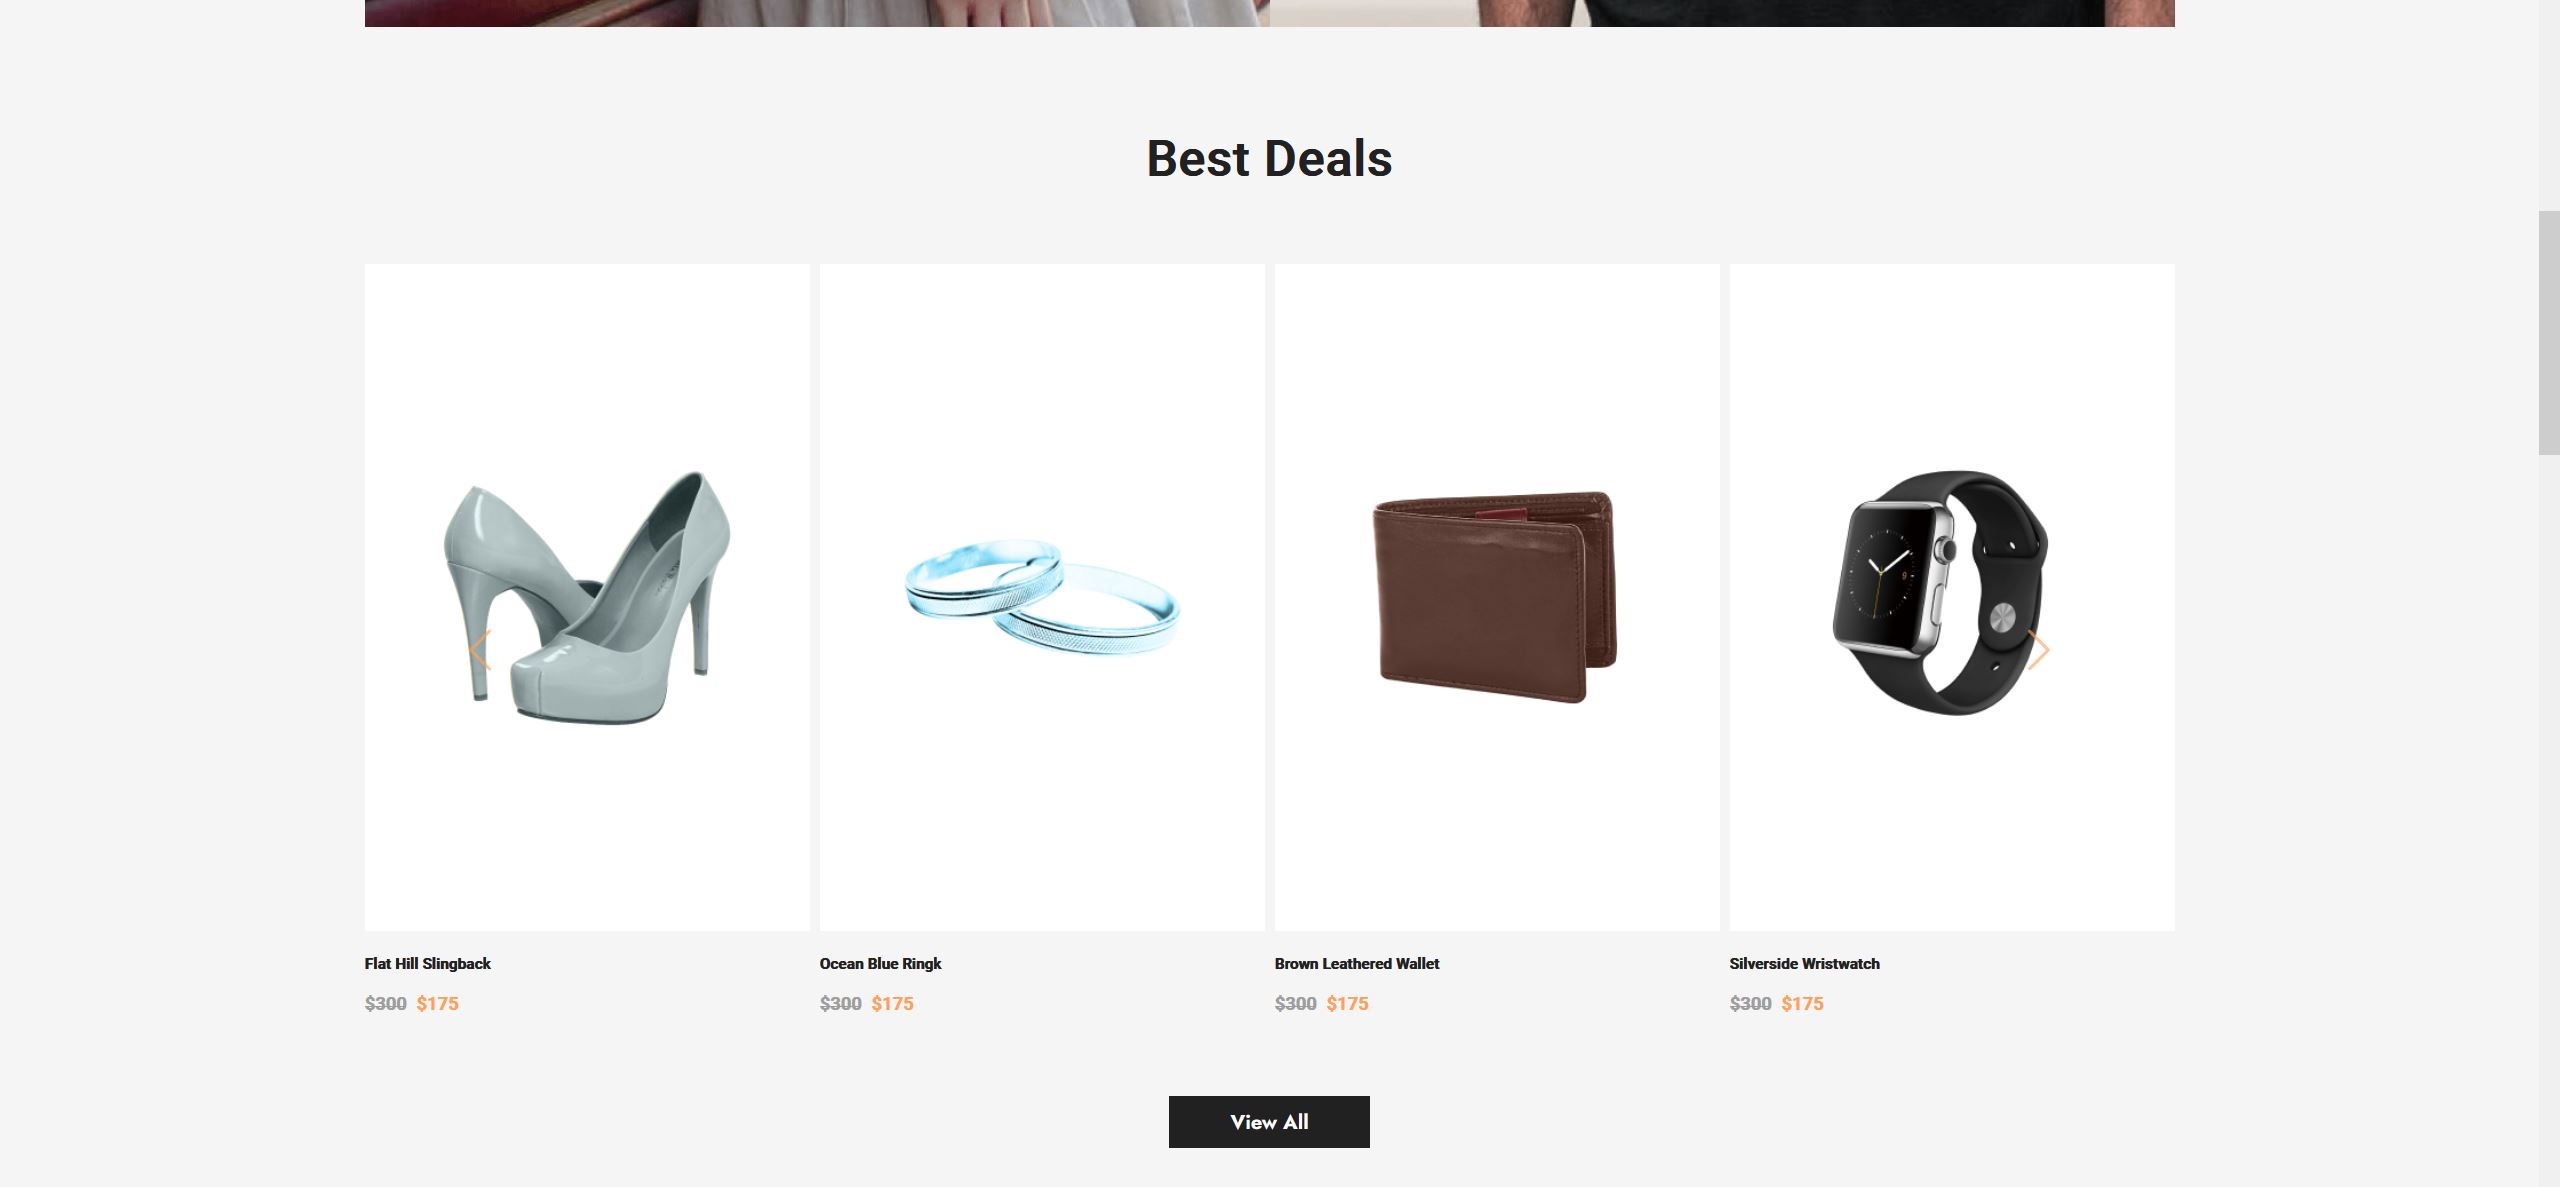 Best Deals
Flat Hill Slingback
$300 $175
Ocean Blue Ringk
$300 $175
Brown Leathered Wallet
$300 $175
Silverside Wristwatch
$300 $175
View All